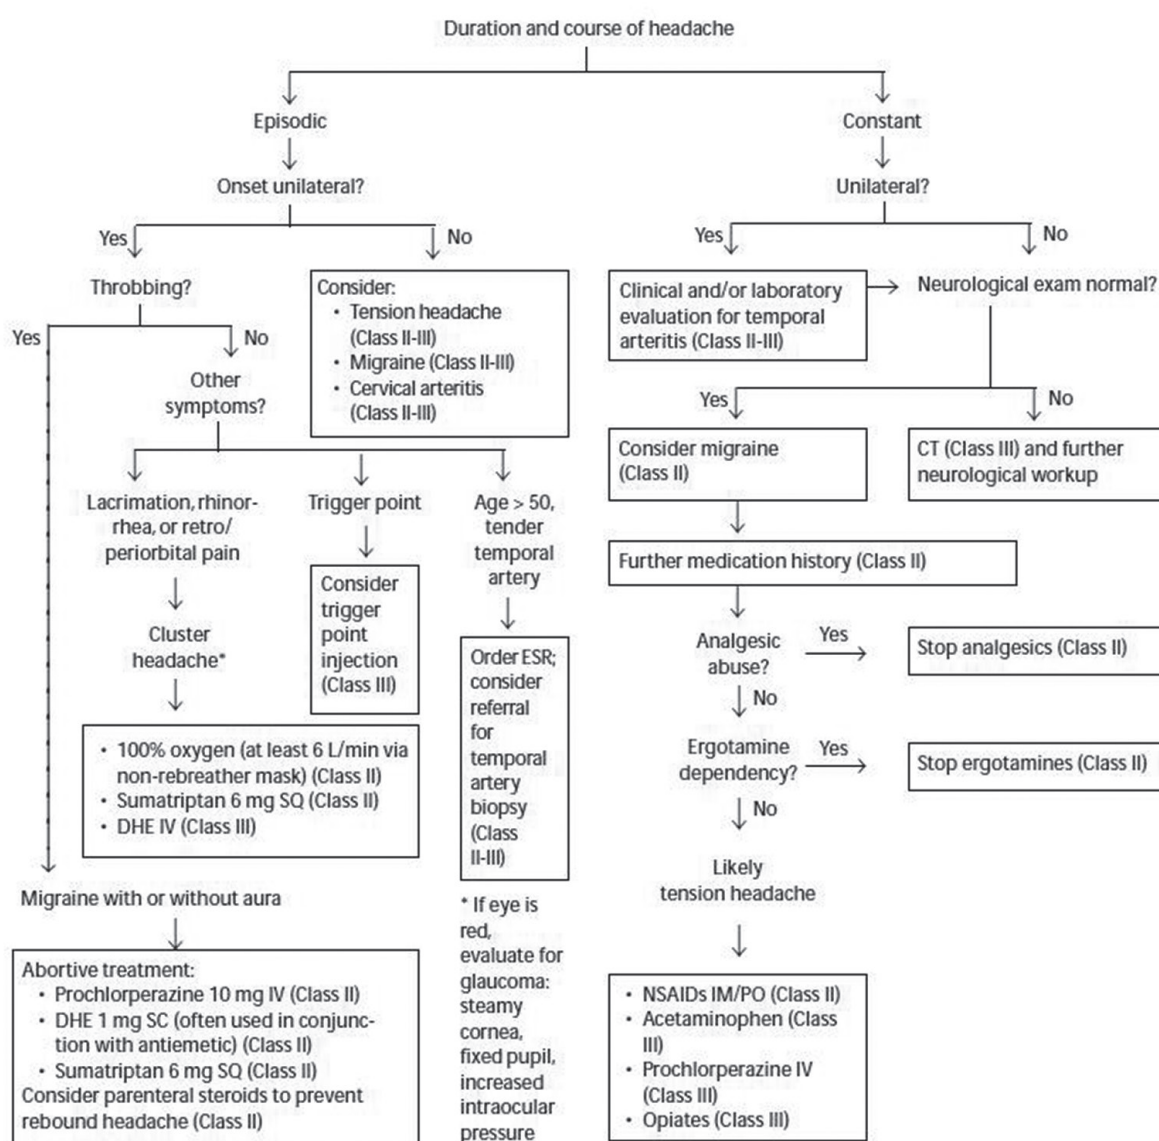 Duration and course of headache
Episodic
Constant
Onset unilateral?
Unilateral?
Yes
No
Yes
No
Throbbing?
Consider:
• Tension headache
(Class II-III)
• Migraine (Class II-III)
• Cervical arteritis
(Class II-III)
Clinical and/or laboratory
evaluation for temporal
arteritis (Class II-III)
Neurological exam normal?
Yes
No
Other
symptoms?
Yes
No
Consider migraine
(Class II)
CT (Class III) and further
neurological workup
Lacrimation, rhinor-
rhea, or retro/
periorbital pain
Trigger point
Age > 50,
tender
temporal
artery
Further medication history (Class II)
Consider
trigger
point
injection
(Class III)
Cluster
headache*
Order ESR;
consider
referral
for
temporal
artery
biopsy
(Class
II-III)
Analgesic
abuse?
Yes
Stop analgesics (Class II)
No
• 100% oxygen (at least 6 L/min via
non-rebreather mask) (Class II)
• Sumatriptan 6 mg SQ (Class II)
• DHE IV (Class III)
Ergotamine
dependency?
Yes
Stop ergotamines (Class II)
No
Likely
tension headache
Migraine with or without aura
* If eye is
red,
evaluate for
glaucoma:
steamy
cornea,
fixed pupil,
increased
intraocular
pressure
Abortive treatment:
• Prochlorperazine 10 mg IV (Class II)
• DHE 1 mg SC (often used in conjunc-
tion with antiemetic) (Class II)
• Sumatriptan 6 mg SQ (Class II)
Consider parenteral steroids to prevent
rebound headache (Class II)
• NSAIDs IM/PO (Class II)
• Acetaminophen (Class
III)
• Prochlorperazine IV
(Class III)
• Opiates (Class III)